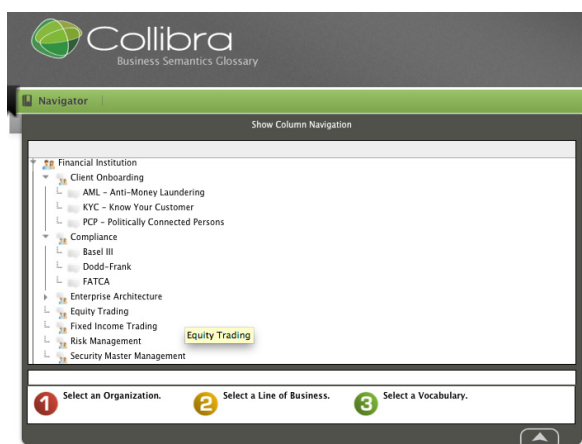 Collibra
Business Semantics Glossary
Navigator
Show Column Navigation
Financial Institution
Client Onboarding
AML - Anti-Money Laundering
KYC - Know Your Customer
PCP - Politically Connected Persons
Compliance
Basel III
Dodd-Frank
FATCA
Enterprise Architecture
Equity Trading
Fixed Income Trading
Equity Trading
Risk Management
Security Master Management
1 Select an Organization. 2 Select a Line of Business. 3 Select a Vocabulary.